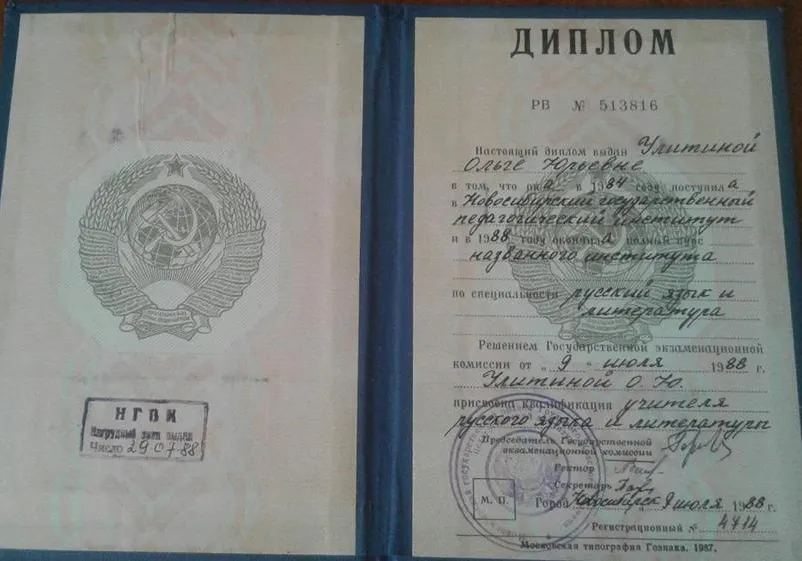 НГПИ
Нагрудный знак выдан
Число 29.07.88
ДИПЛОМ
РВ № 513816
Настоящий диплом выдан Улитиной
Ольге Юрьевне
в том, что она в 1984 году поступила
в Новосибирский государственный
педагогический институт
и в 1988 году окончила полный курс
названного института
по специальности русский язык и
литература
Решением Государственной экзаменационной
комиссии от „9“ июля 1988 г.
Улитиной О. Ю.
присвоена квалификация учителя
русского языка и литературы
Председатель Государственной
экзаменационной комиссии
Ректор
Секретарь
М. П.
Город Новосибирск 9 июля 1988 г.
Регистрационный № 4714
Московская типография Гознака. 1987.